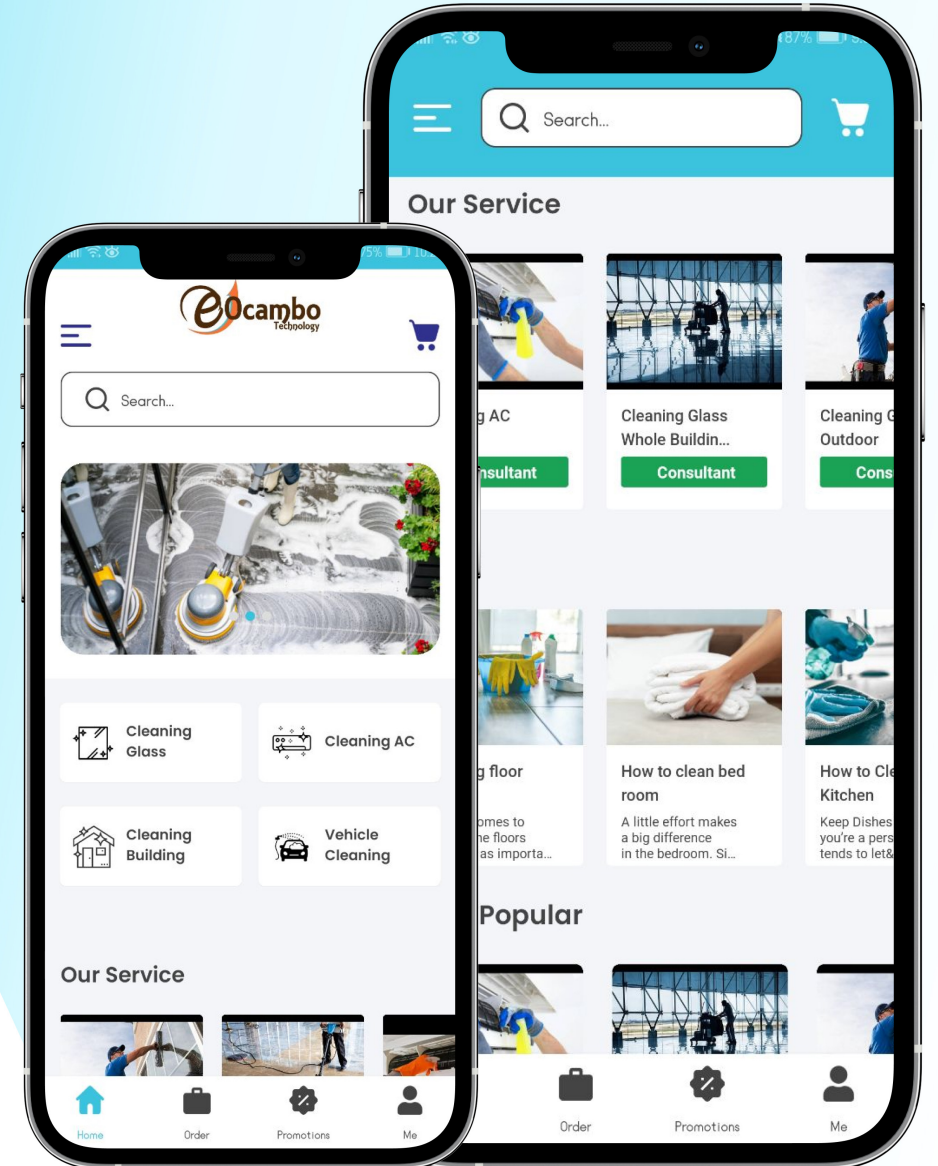 75%
eOcambo
Technology
Search...
Cleaning
Glass
Cleaning AC
Cleaning
Building
Vehicle
Cleaning
Our Service
Home
Order
Promotions
Me
87%
Search...
Our Service
g AC
Cleaning Glass
Whole Buildin...
Cleaning G
Outdoor
nsultant
Consultant
Cons
g floor
How to clean bed
room
How to Cle
Kitchen
omes to
he floors
as importa...
A little effort makes
a big difference
in the bedroom. Si...
Keep Dishes
you're a pers
tends to let&
Popular
Order
Promotions
Me